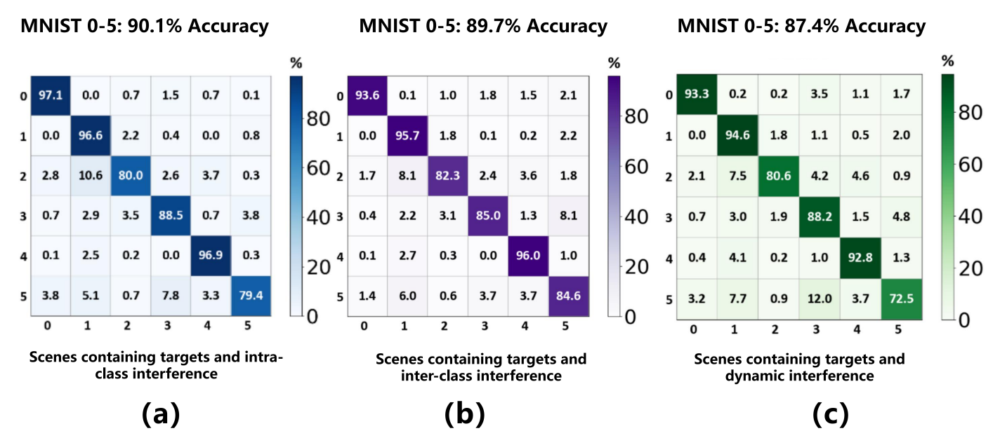 MNIST 0-5: 90.1% Accuracy
%
0 97.1 0.0 0.7 1.5 0.7 0.1
1 0.0 96.6 2.2 0.4 0.0 0.8
2 2.8 10.6 80.0 2.6 3.7 0.3
3 0.7 2.9 3.5 88.5 0.7 3.8
4 0.1 2.5 0.2 0.0 96.9 0.3
5 3.8 5.1 0.7 7.8 3.3 79.4
0 1 2 3 4 5
80
60
40
20
0
Scenes containing targets and intra-
class interference
(a)
MNIST 0-5: 89.7% Accuracy
%
0 93.6 0.1 1.0 1.8 1.5 2.1
1 0.0 95.7 1.8 0.1 0.2 2.2
2 1.7 8.1 82.3 2.4 3.6 1.8
3 0.4 2.2 3.1 85.0 1.3 8.1
4 0.1 2.7 0.3 0.0 96.0 1.0
5 1.4 6.0 0.6 3.7 3.7 84.6
0 1 2 3 4 5
80
60
40
20
0
Scenes containing targets and
inter-class interference
(b)
MNIST 0-5: 87.4% Accuracy
%
0 93.3 0.2 0.2 3.5 1.1 1.7
1 0.0 94.6 1.8 1.1 0.5 2.0
2 2.1 7.5 80.6 4.2 4.6 0.9
3 0.7 3.0 1.9 88.2 1.5 4.8
4 0.4 4.1 0.2 1.0 92.8 1.3
5 3.2 7.7 0.9 12.0 3.7 72.5
0 1 2 3 4 5
80
60
40
20
0
Scenes containing targets and
dynamic interference
(c)